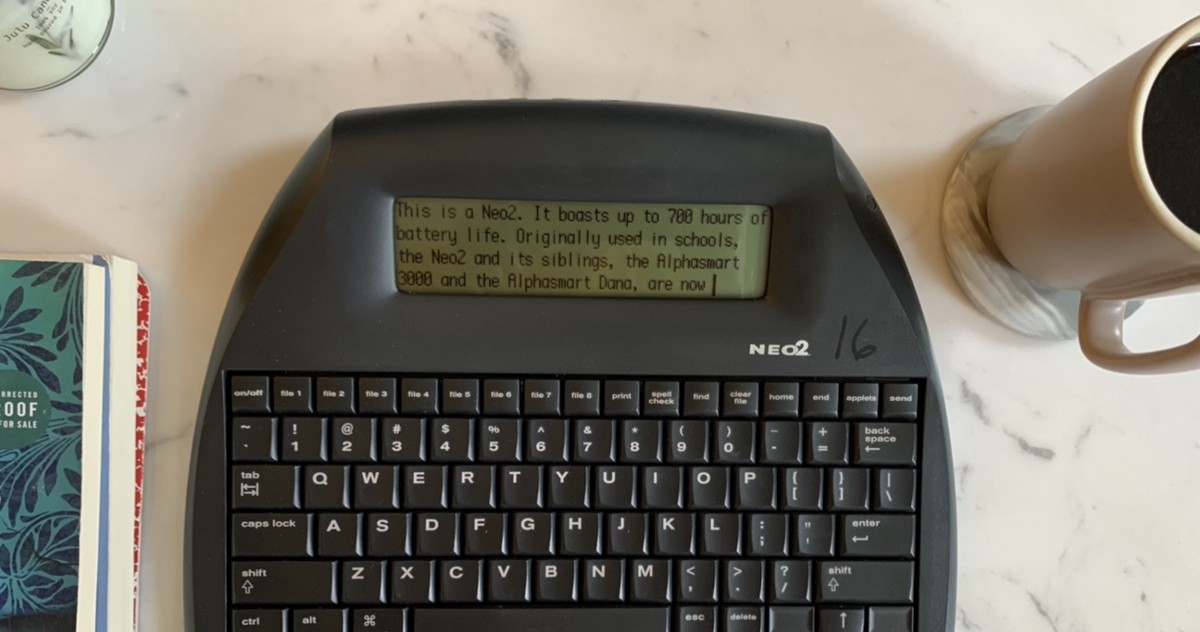 This is a Neo2. It boasts up to 700 hours of
battery life. Originally used in schools,
the Neo2 and its siblings, the Alphasmart
3000 and the Alphasmart Dana, are now
NEO2 16
on/off file 1 file 2 file 3 file 4 file 5 file 6 file 7 file 8 print spell check find clear file home end applets send
~ ! @ # $ % ^ & * ( ) – +
` 1 2 3 4 5 6 7 8 9 0 - = back space
tab Q W E R T Y U I O P { [ } ] | \
caps lock A S D F G H J K L : ; " ' enter
shift Z X C V B N M < , > . ? / shift
ctrl alt ⌘ esc delete
OOF
FOR SALE